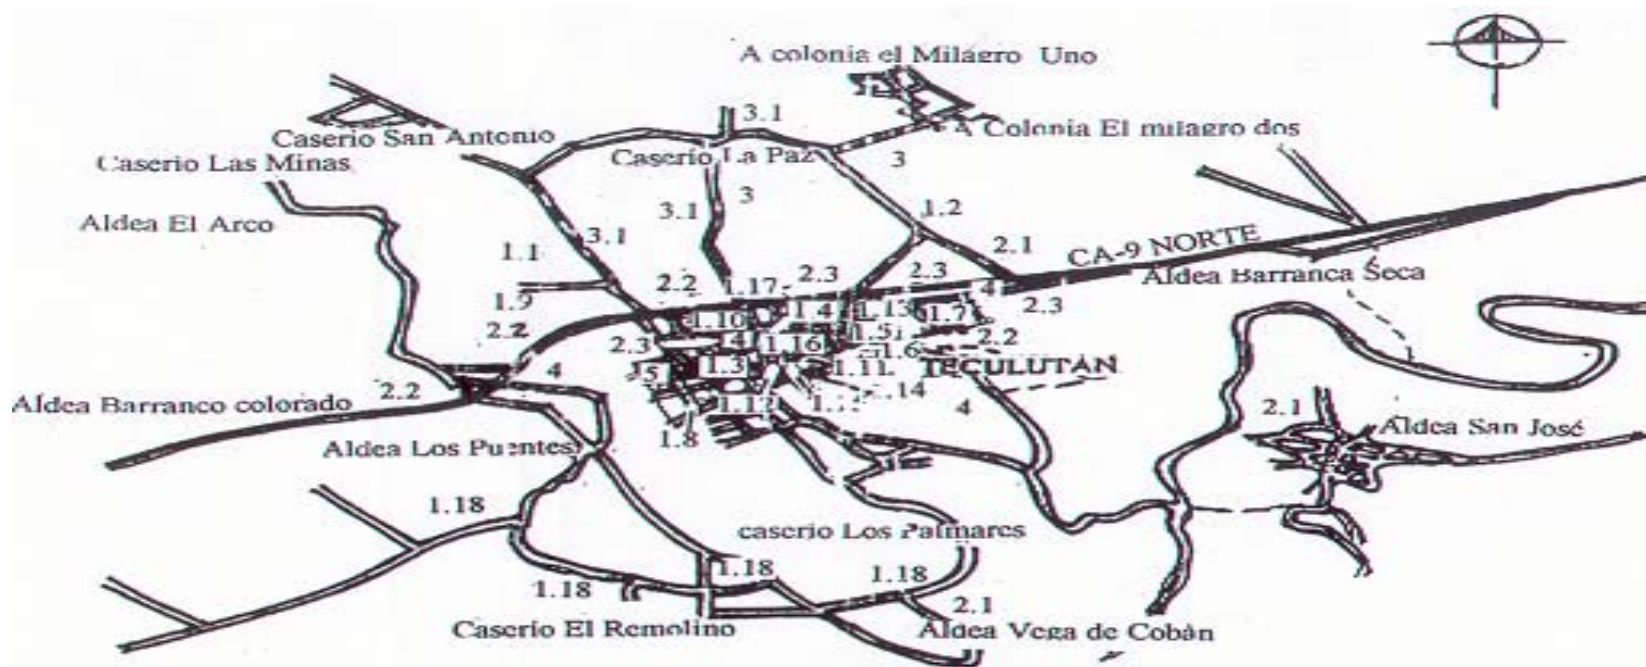 A colonia el Milagro Uno
3.1
A Colonia El milagro dos
Caserio San Antonio
Caserio La Paz
3
Caserio Las Minas
3
3.1
1.2
Aldea El Arco
3.1
1.1
2.1
CA-9 NORTE
2.2
1.17
2.3
2.3
4
Aldea Barranca Seca
1.9
2.3
1.10
1.4
1.13
1.7
2.2
2.3
4
1.16
1.5
1.6
2.2
4
1.3
1.11
TECULUTÁN
2.2
5
1.12
14
4
2.1
Aldea Barranco colorado
1.8
Aldea San José
Aldea Los Puentes
1.18
caserio Los Palmares
1.18
1.18
1.18
2.1
Caserío El Remolino
Aldea Vega de Cobán